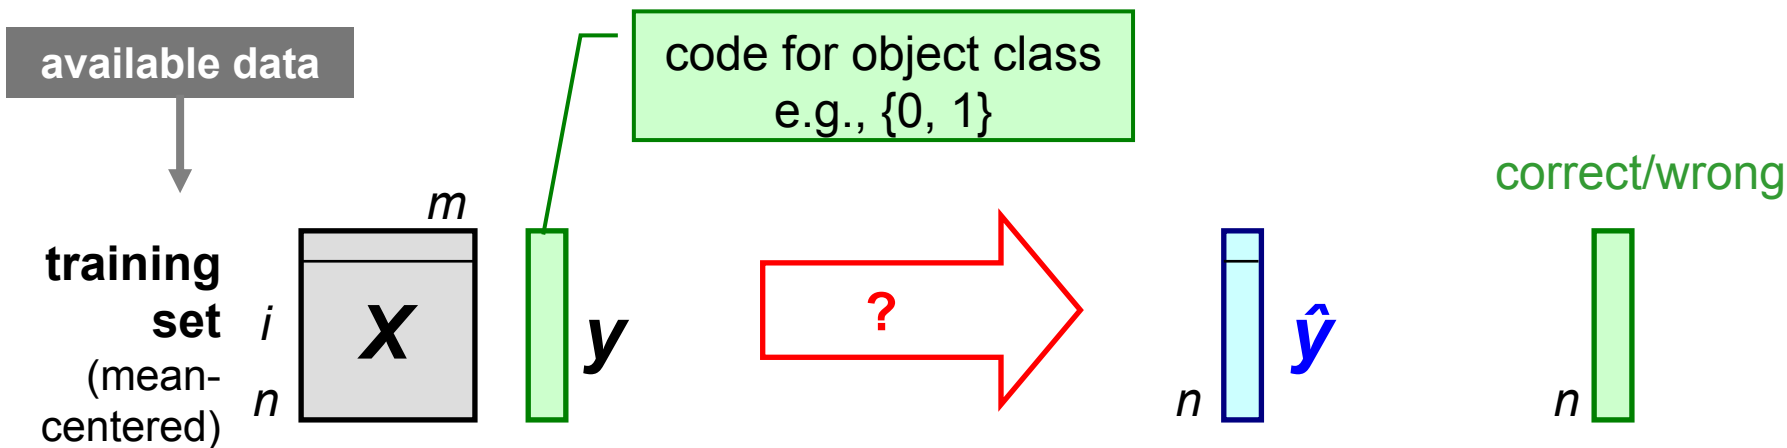 available data
code for object class
e.g., {0, 1}
correct/wrong
m
training
set
(mean-
centered)
i
n
X
y
?
n
ŷ
n